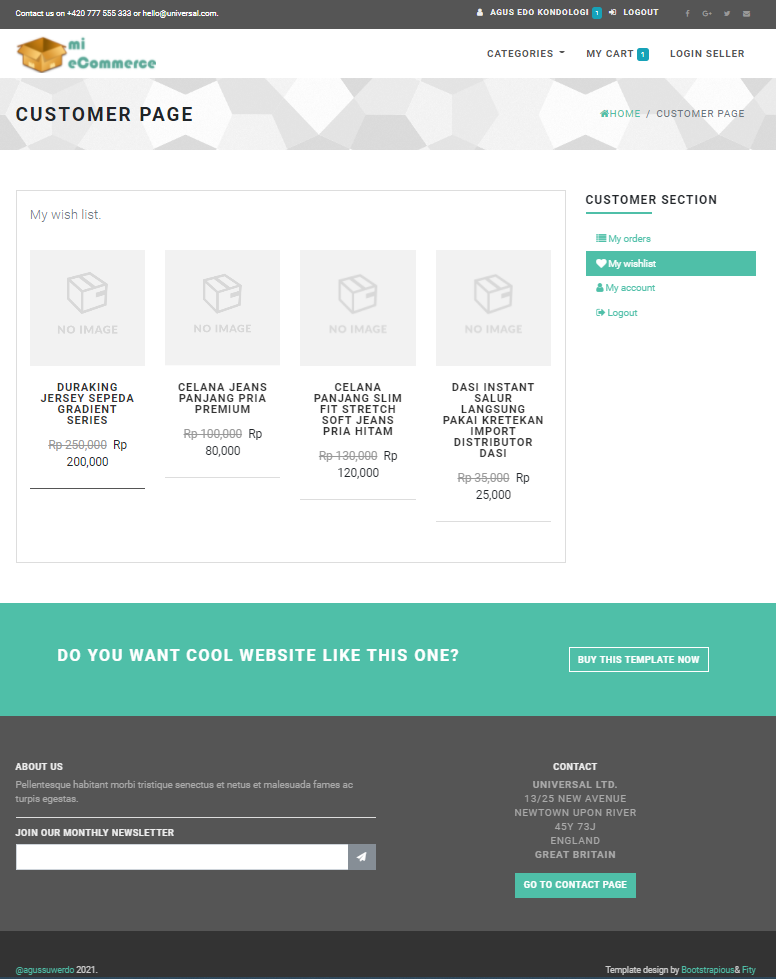 Contact us on +420 777 555 333 or hello@universal.com.
AGUS EDO KONDOLOGI 1 LOGOUT
mi
eCommerce
CATEGORIES MY CART 1 LOGIN SELLER
CUSTOMER PAGE
HOME / CUSTOMER PAGE
My wish list.
NO IMAGE
DURAKING
JERSEY SEPEDA
GRADIENT
SERIES
Rp 250,000 Rp
200,000
NO IMAGE
CELANA JEANS
PANJANG PRIA
PREMIUM
Rp 100,000 Rp
80,000
NO IMAGE
CELANA
PANJANG SLIM
FIT STRETCH
SOFT JEANS
PRIA HITAM
Rp 130,000 Rp
120,000
NO IMAGE
DASI INSTANT
SALUR
LANGSUNG
PAKAI KRETEKAN
IMPORT
DISTRIBUTOR
DASI
Rp 35,000 Rp
25,000
CUSTOMER SECTION
My orders
My wishlist
My account
Logout
DO YOU WANT COOL WEBSITE LIKE THIS ONE?
BUY THIS TEMPLATE NOW
ABOUT US
Pellentesque habitant morbi tristique senectus et netus et malesuada fames ac
turpis egestas.
JOIN OUR MONTHLY NEWSLETTER
CONTACT
UNIVERSAL LTD.
13/25 NEW AVENUE
NEWTOWN UPON RIVER
45Y 73J
ENGLAND
GREAT BRITAIN
GO TO CONTACT PAGE
@agussuwerdo 2021.
Template design by Bootstrapious& Fity